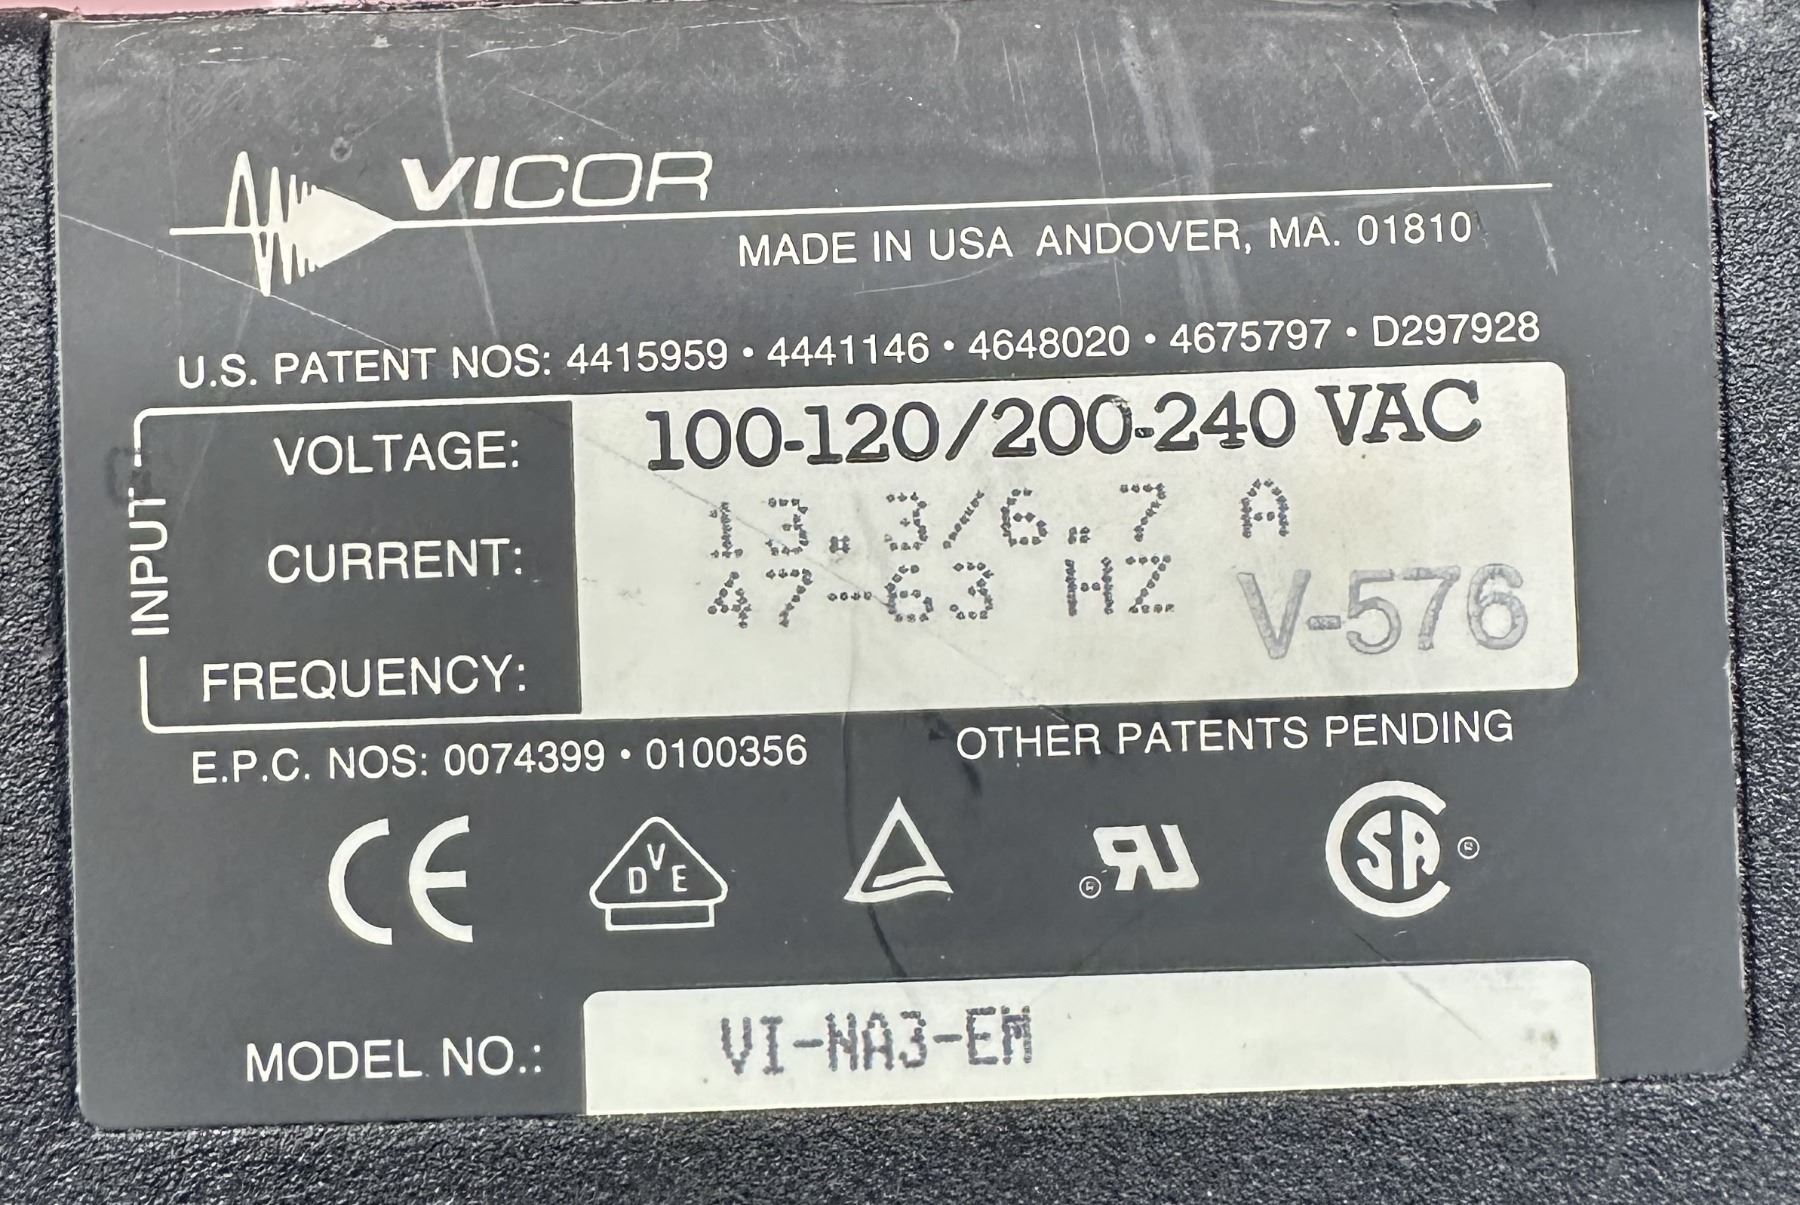 VICOR
MADE IN USA ANDOVER, MA. 01810
U.S. PATENT NOS: 4415959 • 4441146 • 4648020 • 4675797 • D297928
INPUT
VOLTAGE: 100-120/200-240 VAC
CURRENT: 13.3/6.7 A
FREQUENCY: 47-63 HZ V-576
E.P.C. NOS: 0074399 • 0100356 OTHER PATENTS PENDING
CE VDE ® RU SA ®
MODEL NO.: VI-NA3-EM